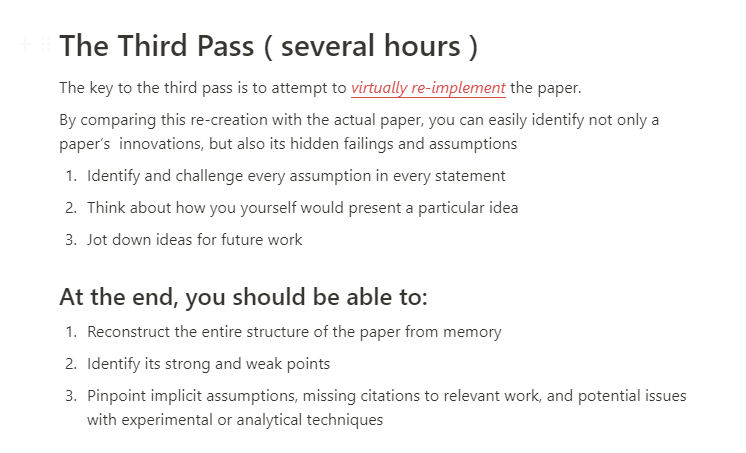 The Third Pass ( several hours )
The key to the third pass is to attempt to virtually re-implement the paper.
By comparing this re-creation with the actual paper, you can easily identify not only a
paper's  innovations, but also its hidden failings and assumptions
1. Identify and challenge every assumption in every statement
2. Think about how you yourself would present a particular idea
3. Jot down ideas for future work
At the end, you should be able to:
1. Reconstruct the entire structure of the paper from memory
2. Identify its strong and weak points
3. Pinpoint implicit assumptions, missing citations to relevant work, and potential issues
with experimental or analytical techniques